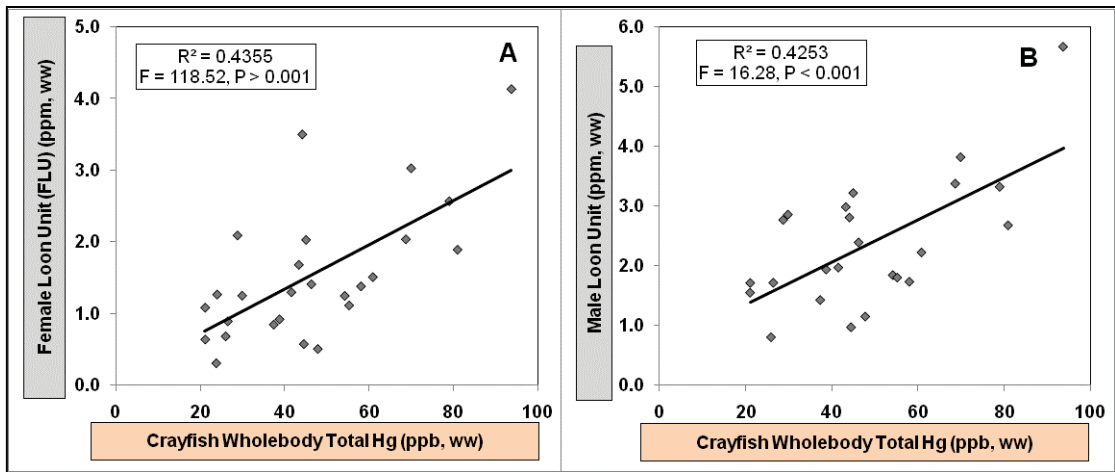 5.0
4.0
3.0
2.0
1.0
0.0
Female Loon Unit (FLU) (ppm, ww)
R² = 0.4355
F = 118.52, P > 0.001
A
0 20 40 60 80 100
Crayfish Wholebody Total Hg (ppb, ww)
6.0
5.0
4.0
3.0
2.0
1.0
0.0
Male Loon Unit (ppm, ww)
R² = 0.4253
F = 16.28, P < 0.001
B
0 20 40 60 80 100
Crayfish Wholebody Total Hg (ppb, ww)